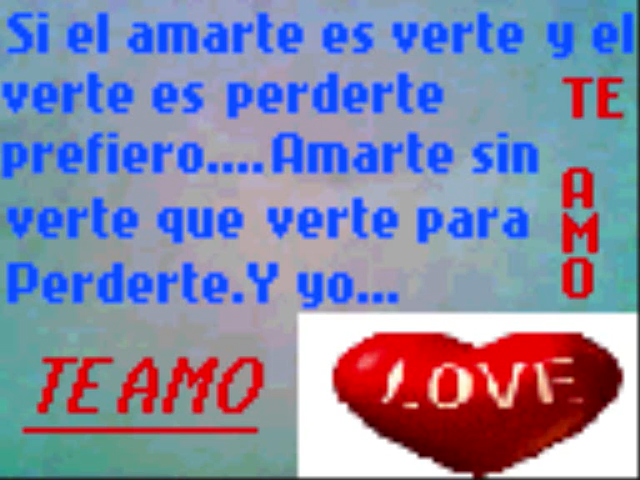 Si el amarte es verte y el
verte es perderte
prefiero....Amarte sin
verte que verte para
Perderte.Y yo...
TE
AMO
TE AMO
LOVE